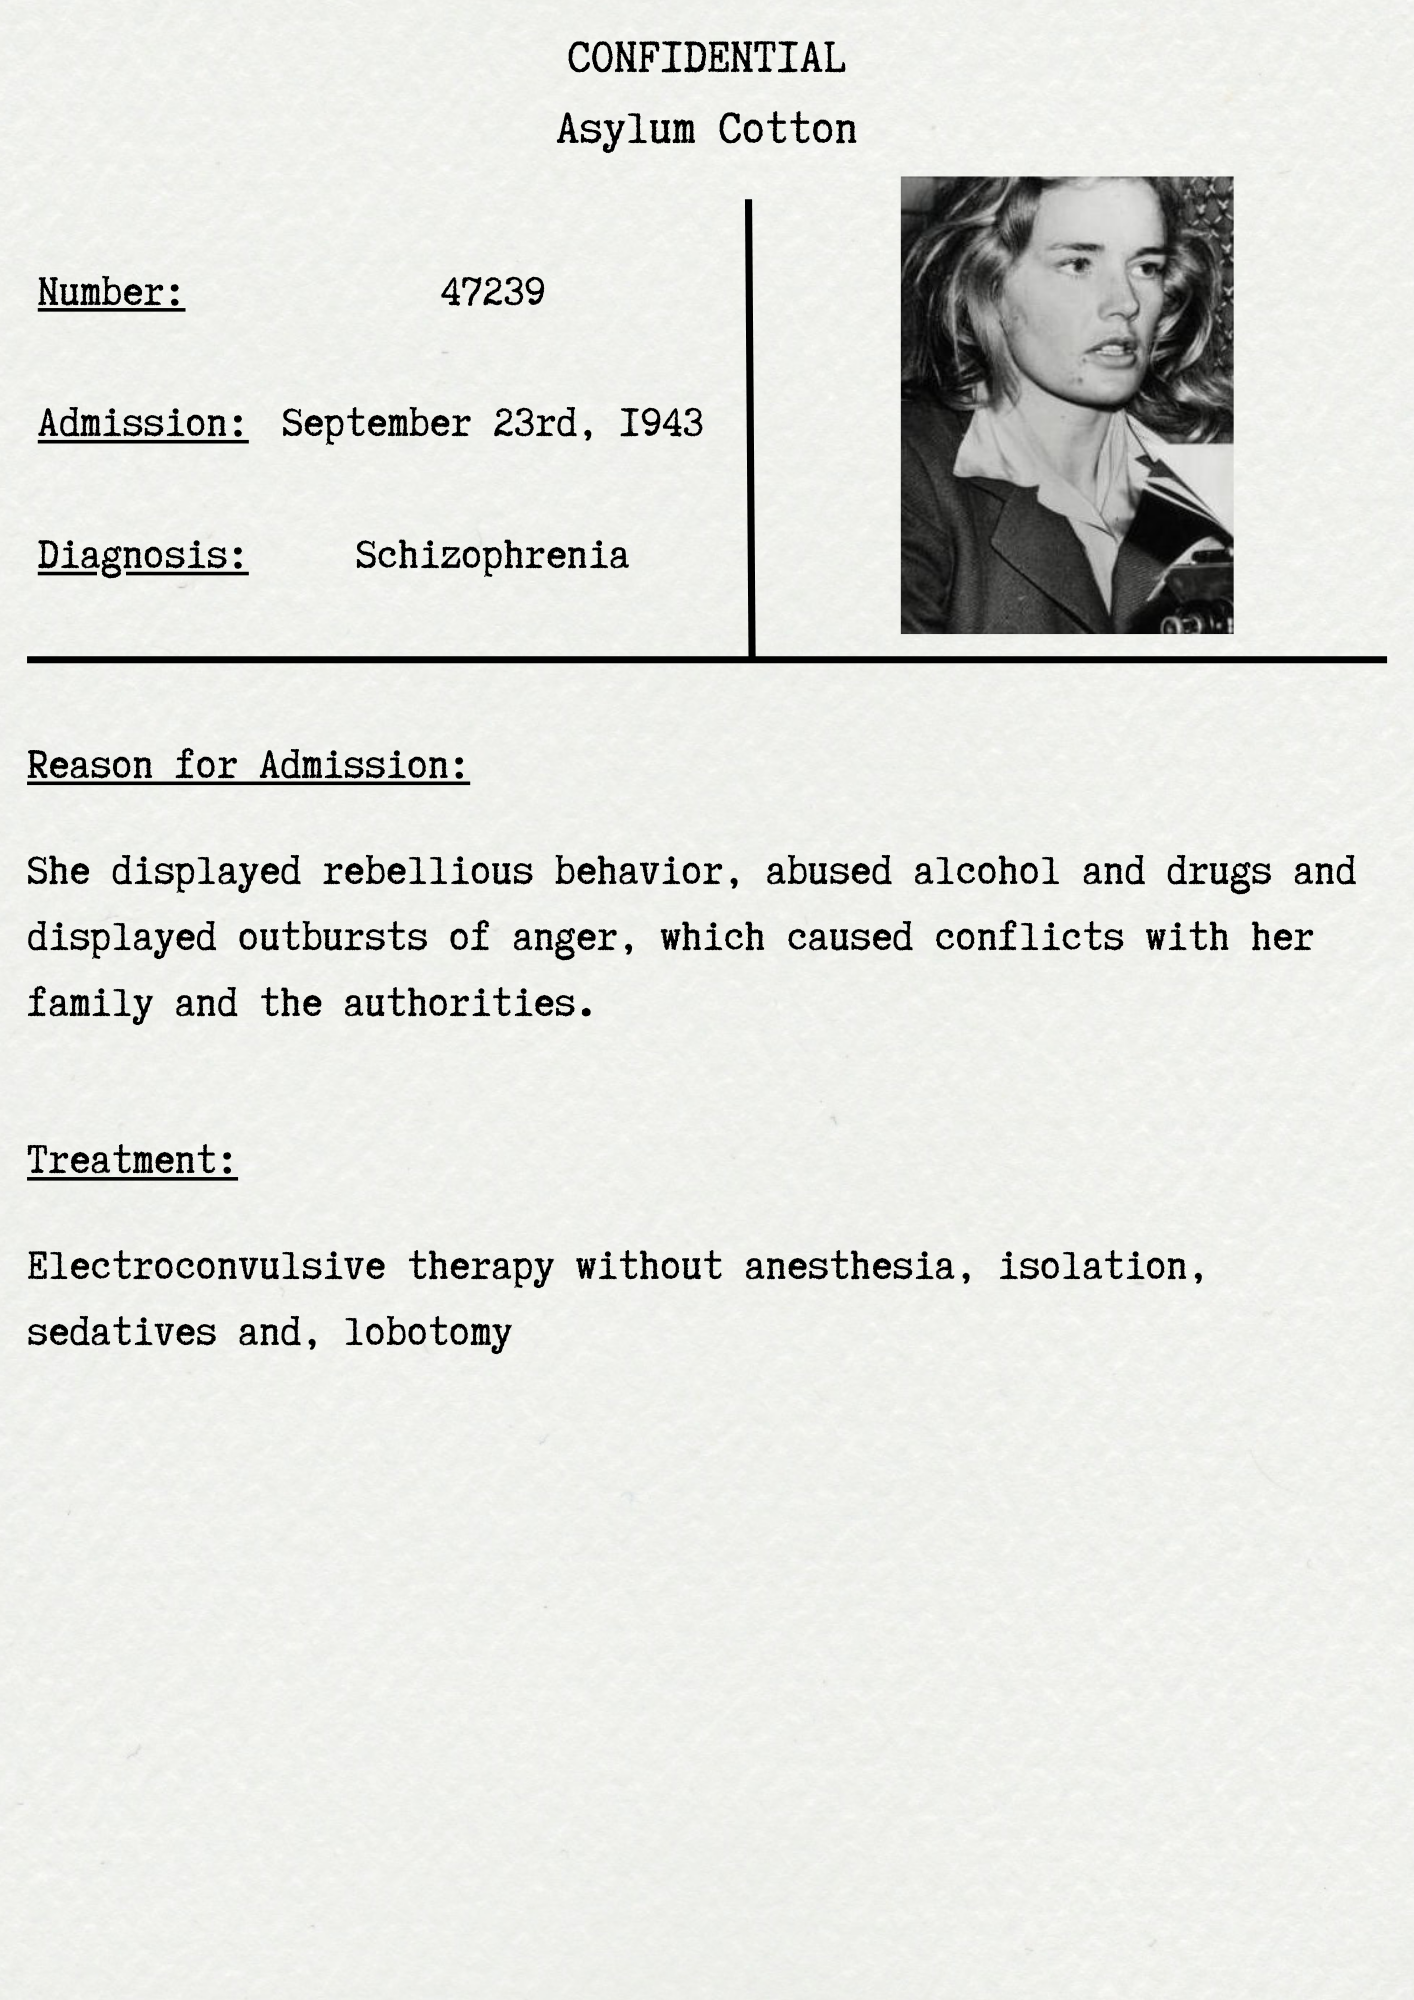 CONFIDENTIAL
Asylum Cotton
Number: 47239
Admission: September 23rd, I943
Diagnosis: Schizophrenia
Reason for Admission:
She displayed rebellious behavior, abused alcohol and drugs and
displayed outbursts of anger, which caused conflicts with her
family and the authorities.
Treatment:
Electroconvulsive therapy without anesthesia, isolation,
sedatives and, lobotomy